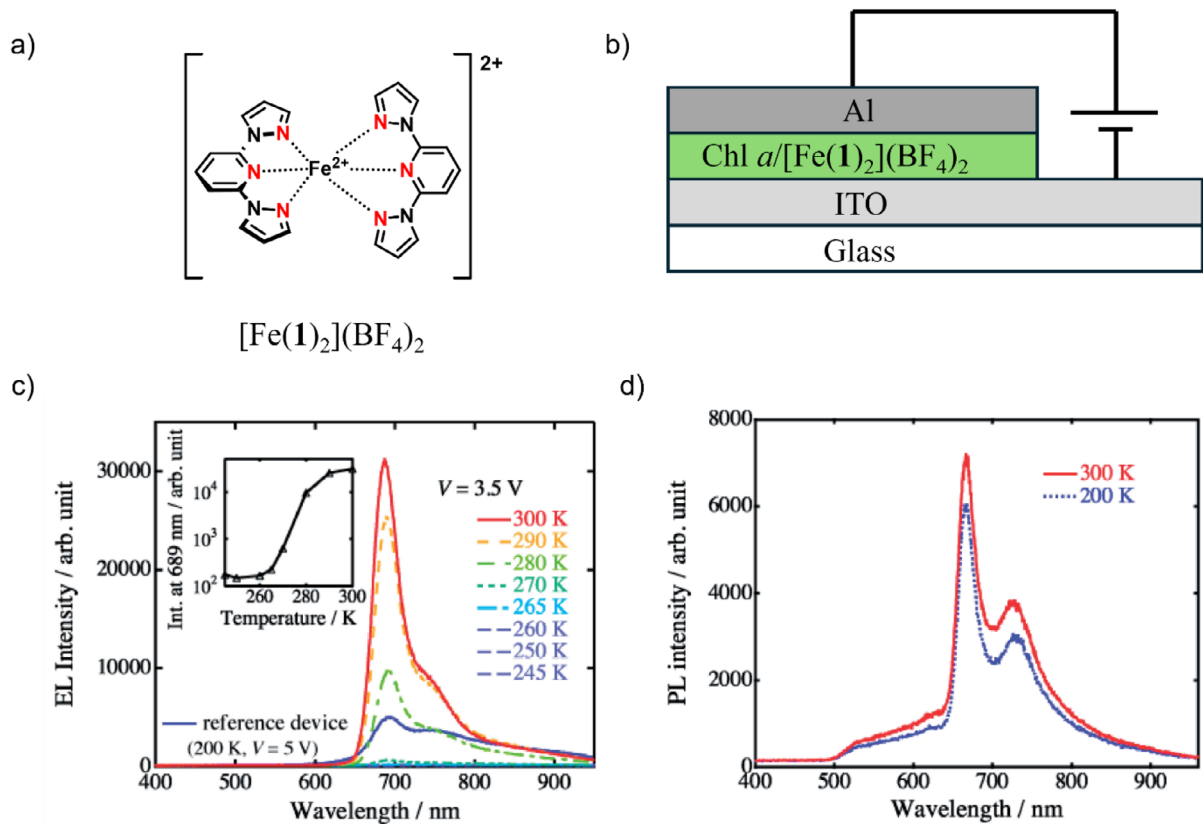 a)
2+
N
N
N
N
N
N
N
N
N
N
Fe2+
[Fe(1)2](BF4)2
b)
Al
Chl a/[Fe(1)2](BF4)2
ITO
Glass
c)
EL Intensity / arb. unit
30000
20000
10000
0
400 500 600 700 800 900
Wavelength / nm
Int. at 689 nm / arb. unit
10^4
10^3
10^2
260 280 300
Temperature / K
V = 3.5 V
300 K
290 K
280 K
270 K
265 K
260 K
250 K
245 K
reference device
(200 K, V = 5 V)
d)
PL intensity / arb. unit
8000
6000
4000
2000
0
400 500 600 700 800 900
Wavelength / nm
300 K
200 K